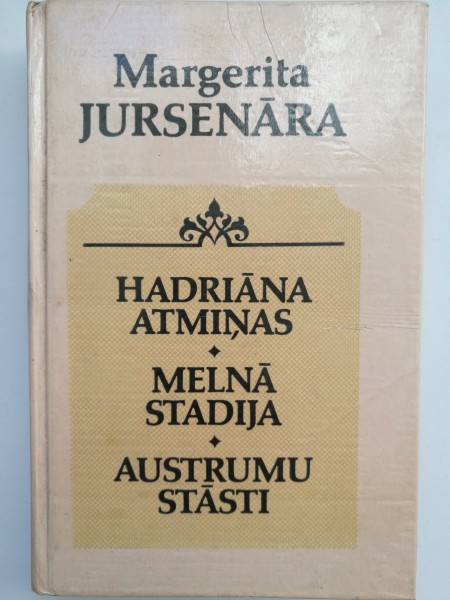 Margerita
JURSENĀRA
HADRIĀNA
ATMIŅAS
MELNĀ
STADIJA
AUSTRUMU
STĀSTI